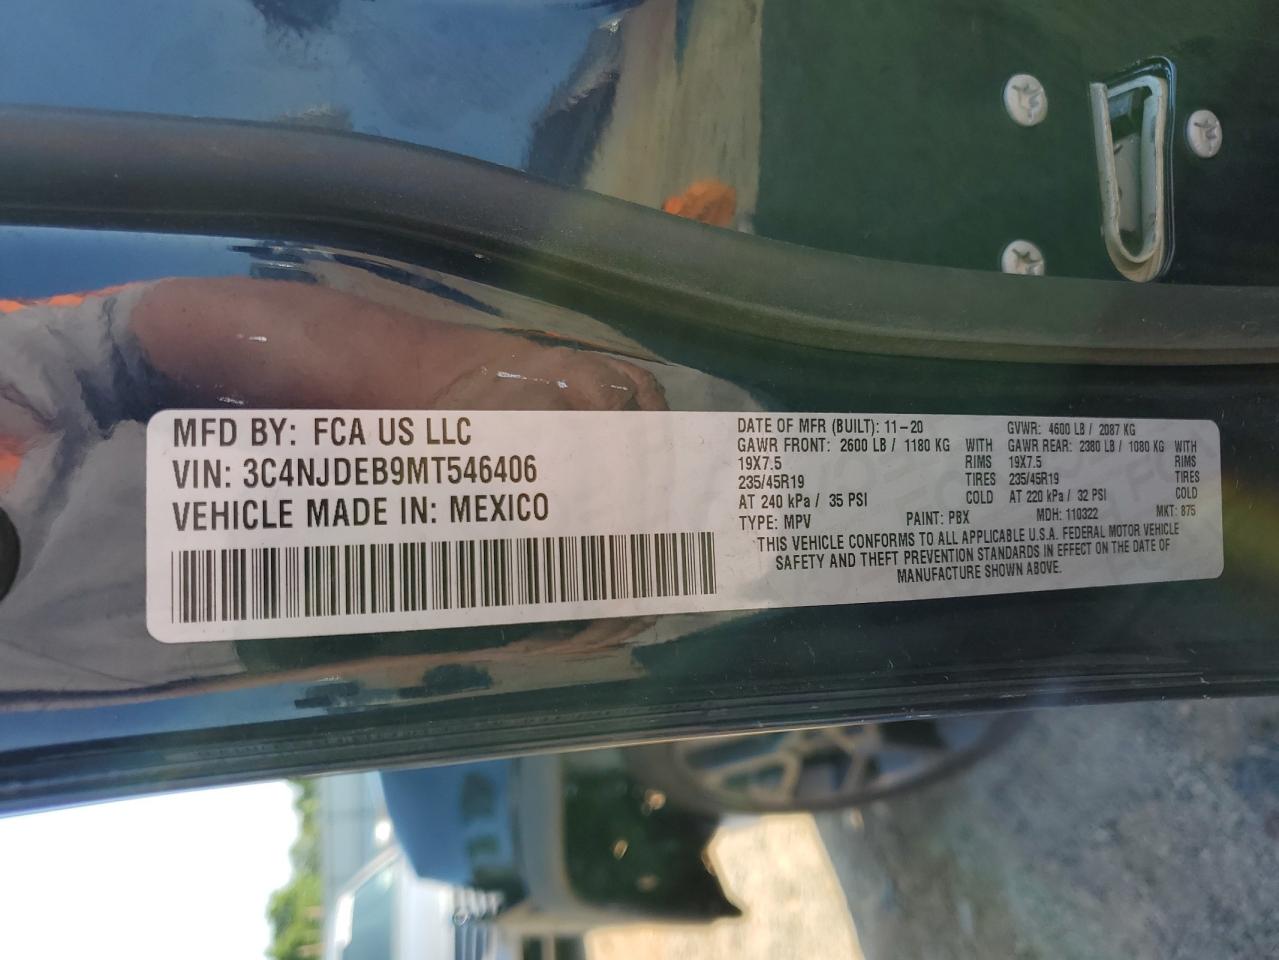 MFD BY: FCA US LLC
VIN: 3C4NJDEB9MT546406
VEHICLE MADE IN: MEXICO
DATE OF MFR (BUILT): 11-20 GVWR: 4600 LB / 2087 KG
GAWR FRONT: 2600 LB / 1180 KG WITH GAWR REAR: 2380 LB / 1080 KG WITH
19X7.5 RIMS 19X7.5 RIMS
235/45R19 TIRES 235/45R19 TIRES
AT 240 kPa / 35 PSI COLD AT 220 kPa / 32 PSI COLD
TYPE: MPV PAINT: PBX MDH: 110322 MKT: 875
THIS VEHICLE CONFORMS TO ALL APPLICABLE U.S.A. FEDERAL MOTOR VEHICLE
SAFETY AND THEFT PREVENTION STANDARDS IN EFFECT ON THE DATE OF
MANUFACTURE SHOWN ABOVE.